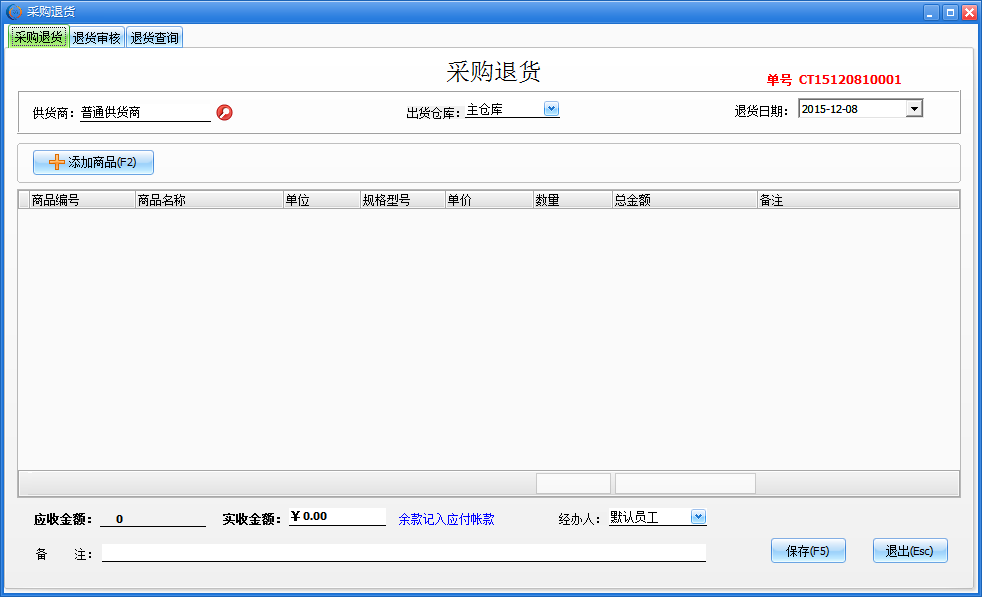 采购退货
采购退货 退货审核 退货查询
采购退货
单号 CT15120810001
供货商: 普通供货商 出货仓库: 主仓库 退货日期: 2015-12-08
添加商品(F2)
商品编号 商品名称 单位 规格型号 单价 数量 总金额 备注
应收金额: 0 实收金额: ¥ 0.00 余款记入应付帐款 经办人: 默认员工
备 注:
保存(F5) 退出(Esc)